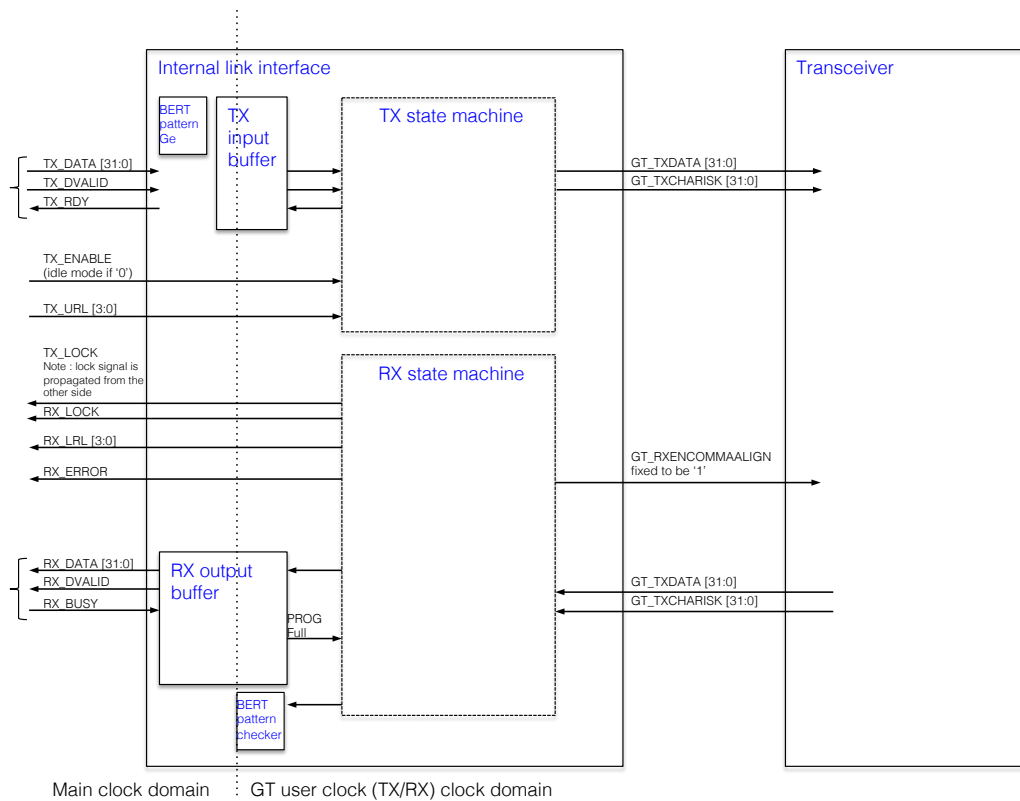 Internal link interface
Transceiver
BERT
pattern
Ge
TX
input
buffer
TX state machine
TX_DATA [31:0]
TX_DVALID
TX_RDY
GT_TXDATA [31:0]
GT_TXCHARISK [31:0]
TX_ENABLE
(idle mode if ‘0’)
TX_URL [3:0]
TX_LOCK
Note : lock signal is
propagated from the
other side
RX_LOCK
RX_LRL [3:0]
RX_ERROR
RX state machine
GT_RXENCOMMAALIGN
fixed to be ‘1’
RX_DATA [31:0]
RX_DVALID
RX_BUSY
RX output
buffer
PROG
Full
GT_TXDATA [31:0]
GT_TXCHARISK [31:0]
BERT
pattern
checker
Main clock domain
GT user clock (TX/RX) clock domain